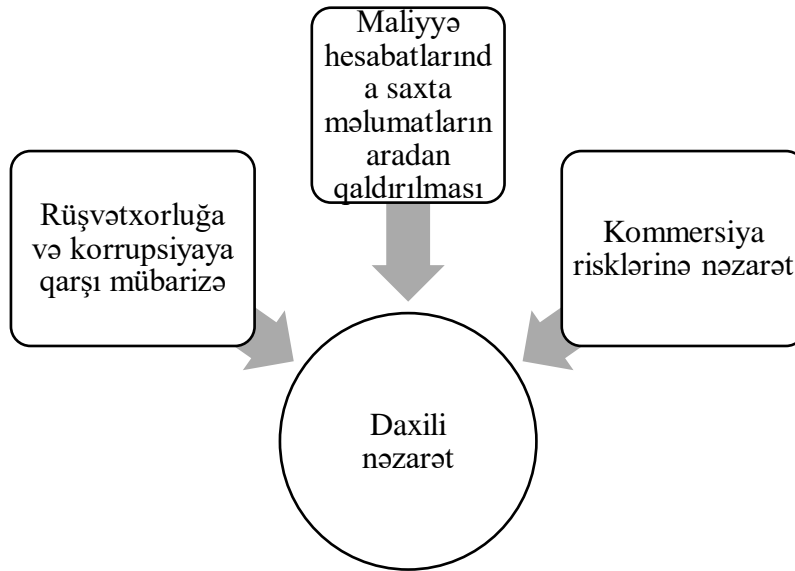 Maliyyə
hesabatlarınd
a saxta
məlumatların
aradan
qaldırılması
Rüşvətxorluğa
və korrupsiyaya
qarşı mübarizə
Kommersiya
risklərinə nəzarət
Daxili
nəzarət